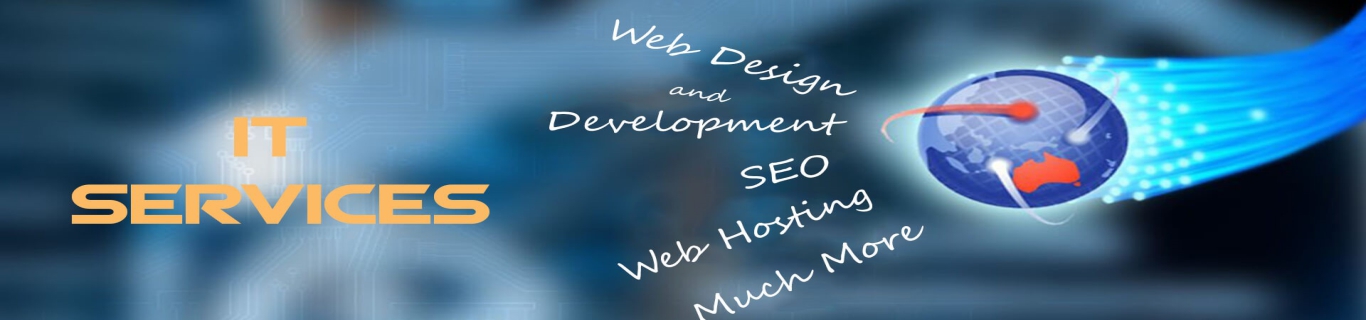 IT
SERVICES
Web Design
and
Development
SEO
Web Hosting
Much More